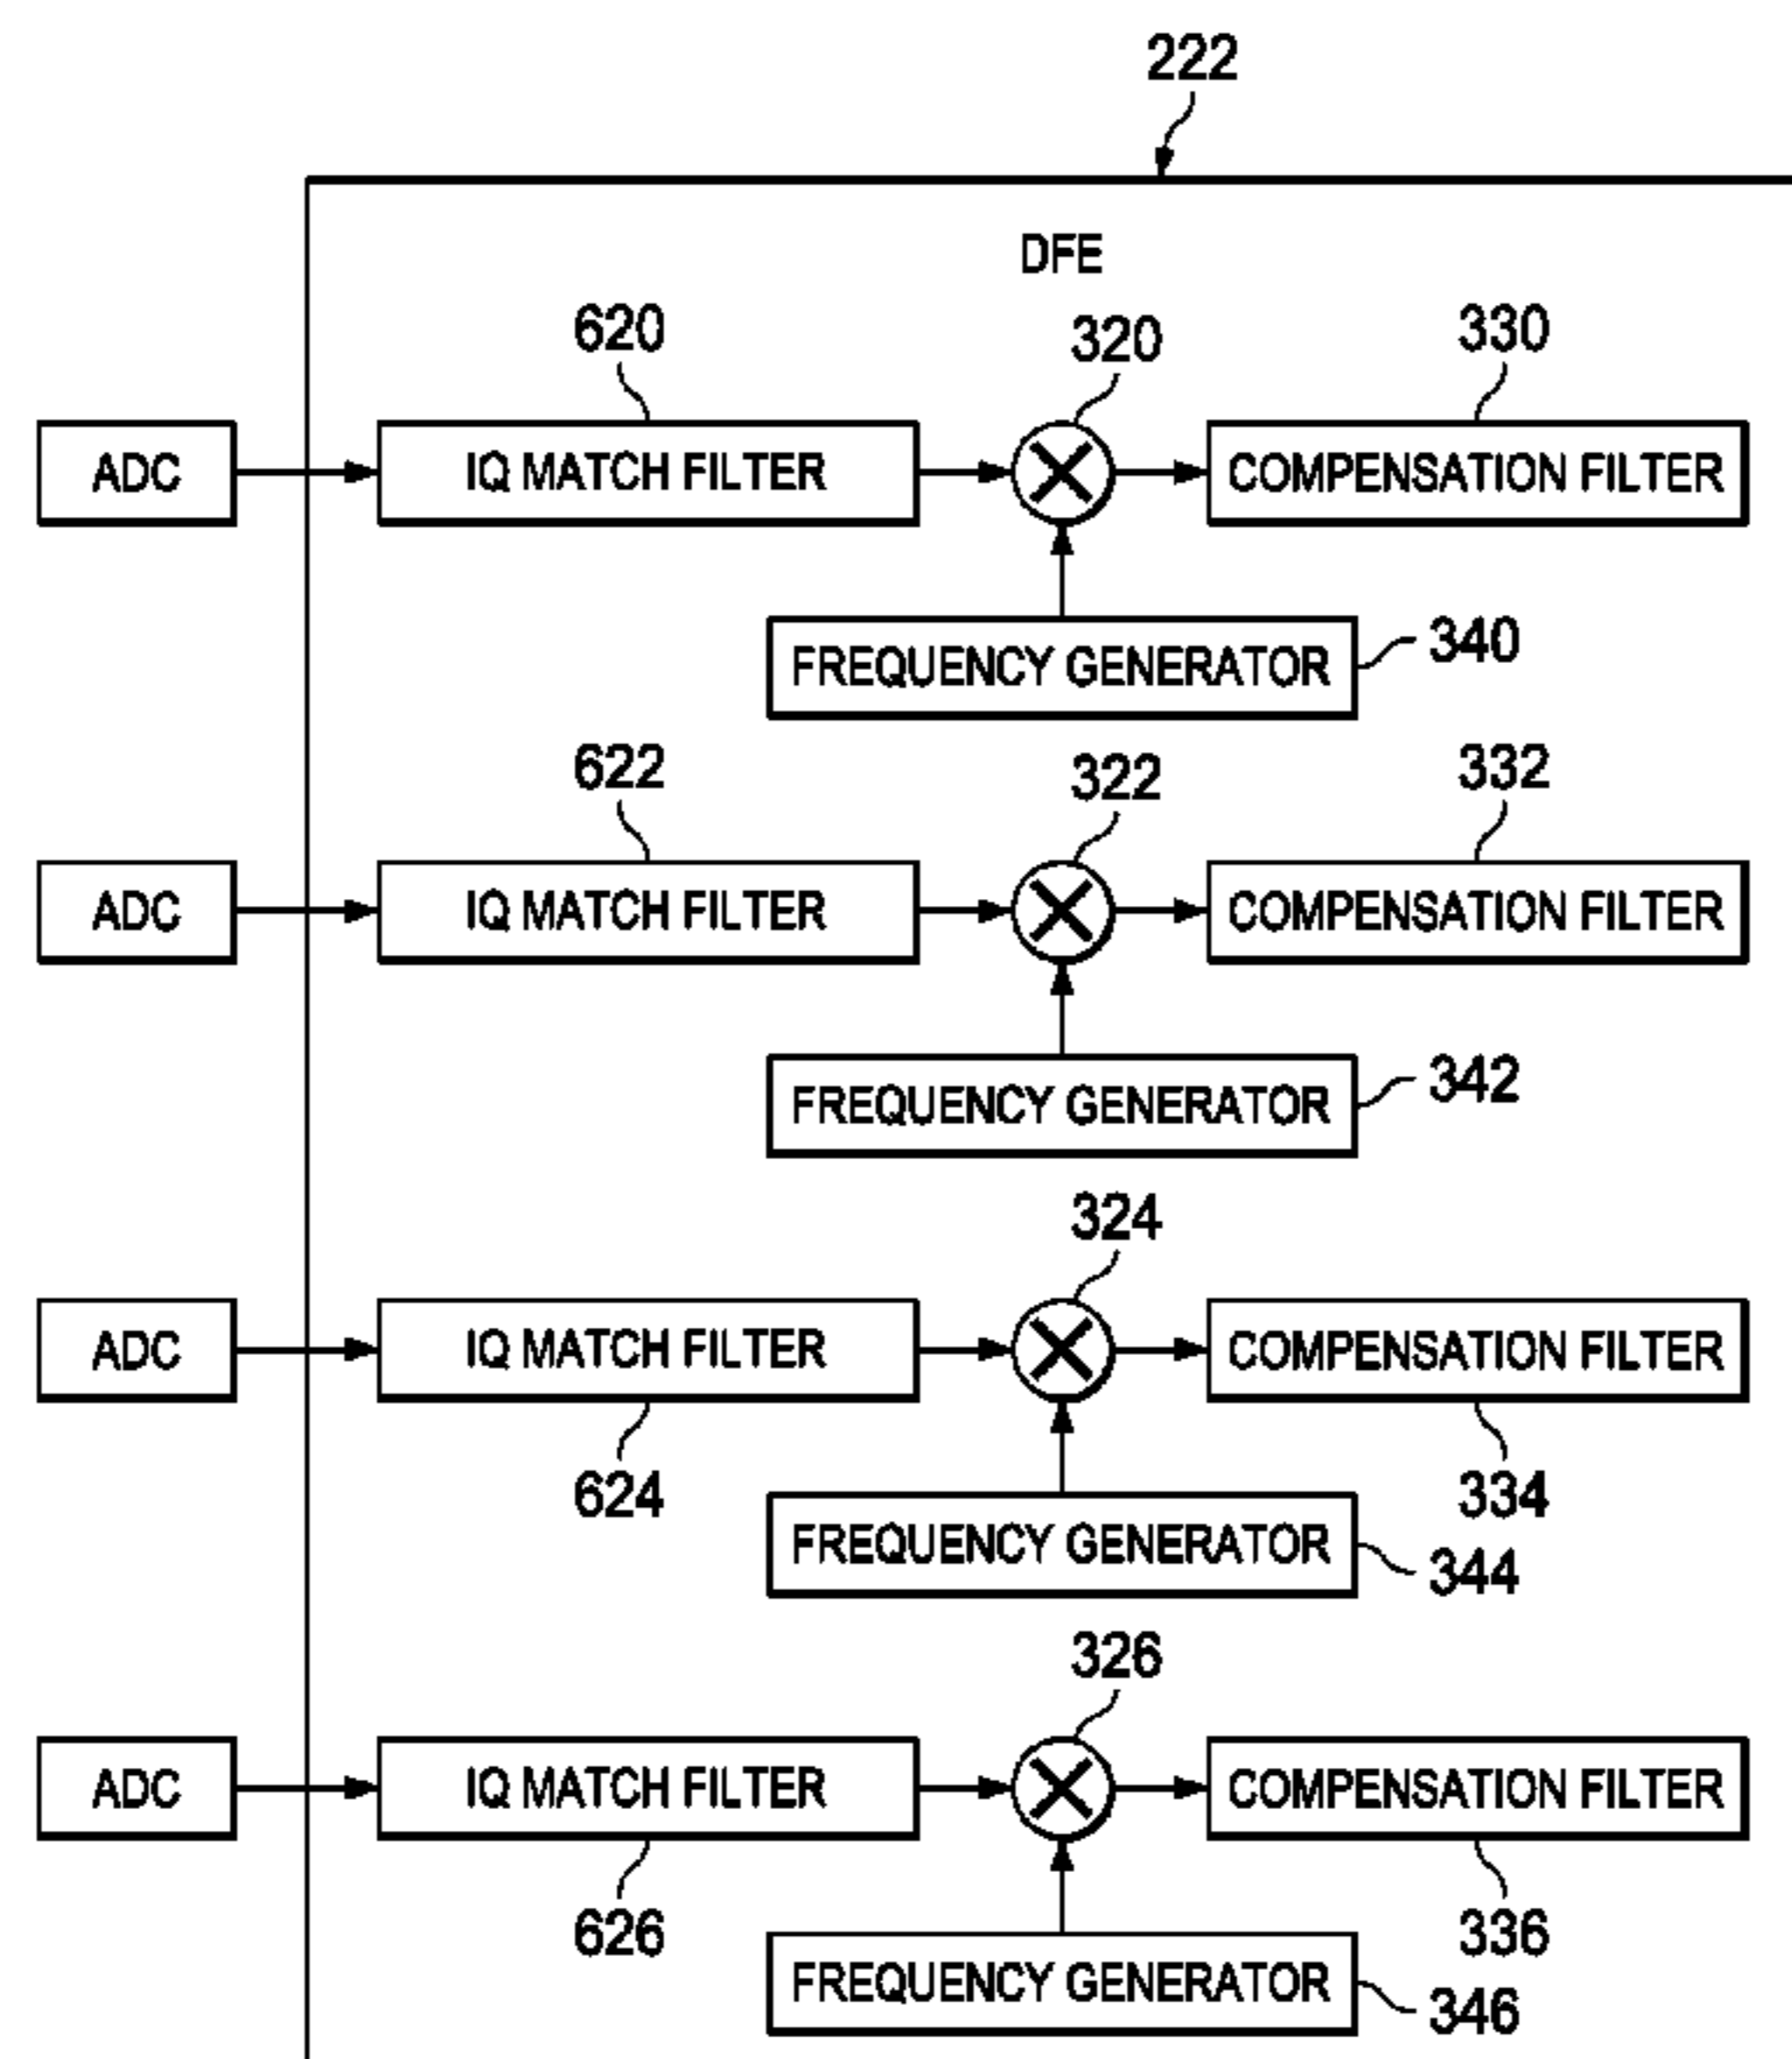 222
DFE
620
320
330
ADC
IQ MATCH FILTER
COMPENSATION FILTER
FREQUENCY GENERATOR
340
622
322
332
ADC
IQ MATCH FILTER
COMPENSATION FILTER
FREQUENCY GENERATOR
342
324
ADC
IQ MATCH FILTER
COMPENSATION FILTER
624
334
FREQUENCY GENERATOR
344
326
ADC
IQ MATCH FILTER
COMPENSATION FILTER
626
336
FREQUENCY GENERATOR
346